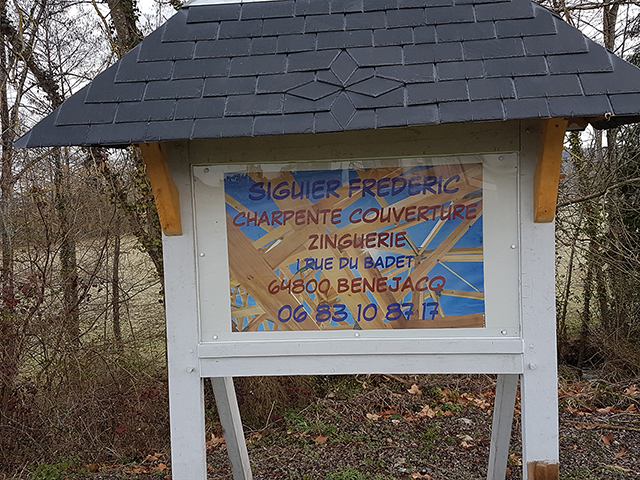 SIGUIER FREDERIC
CHARPENTE COUVERTURE
ZINGUERIE
1 RUE DU BADET
64800 BENEJACQ
06 83 10 87 17